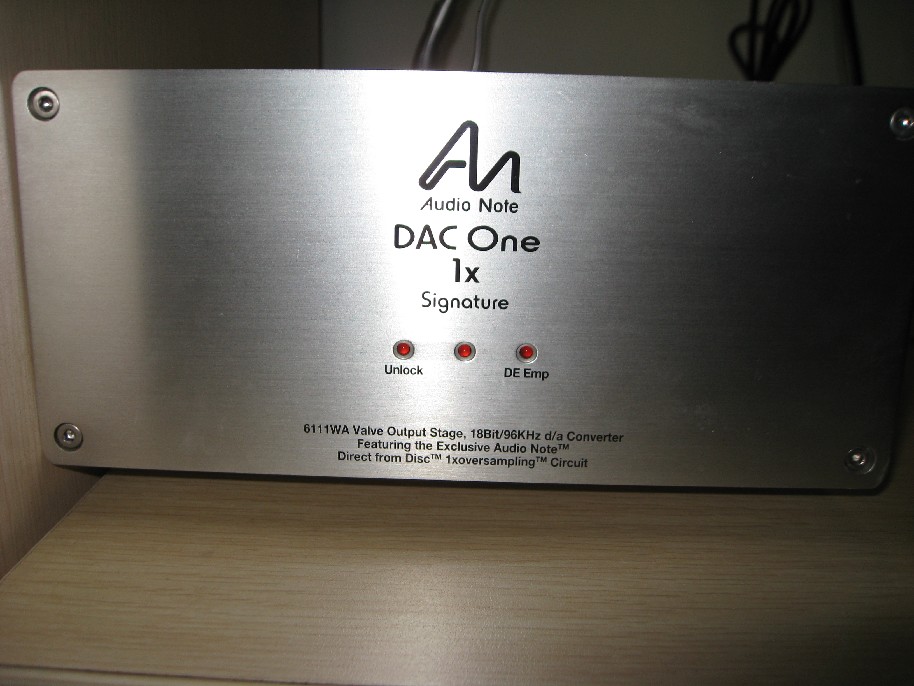 AN
Audio Note
DAC One
1x
Signature
Unlock
DE Emp
6111WA Valve Output Stage, 18Bit/96KHz d/a Converter
Featuring the Exclusive Audio Note™
Direct from Disc™ 1xoversampling™ Circuit